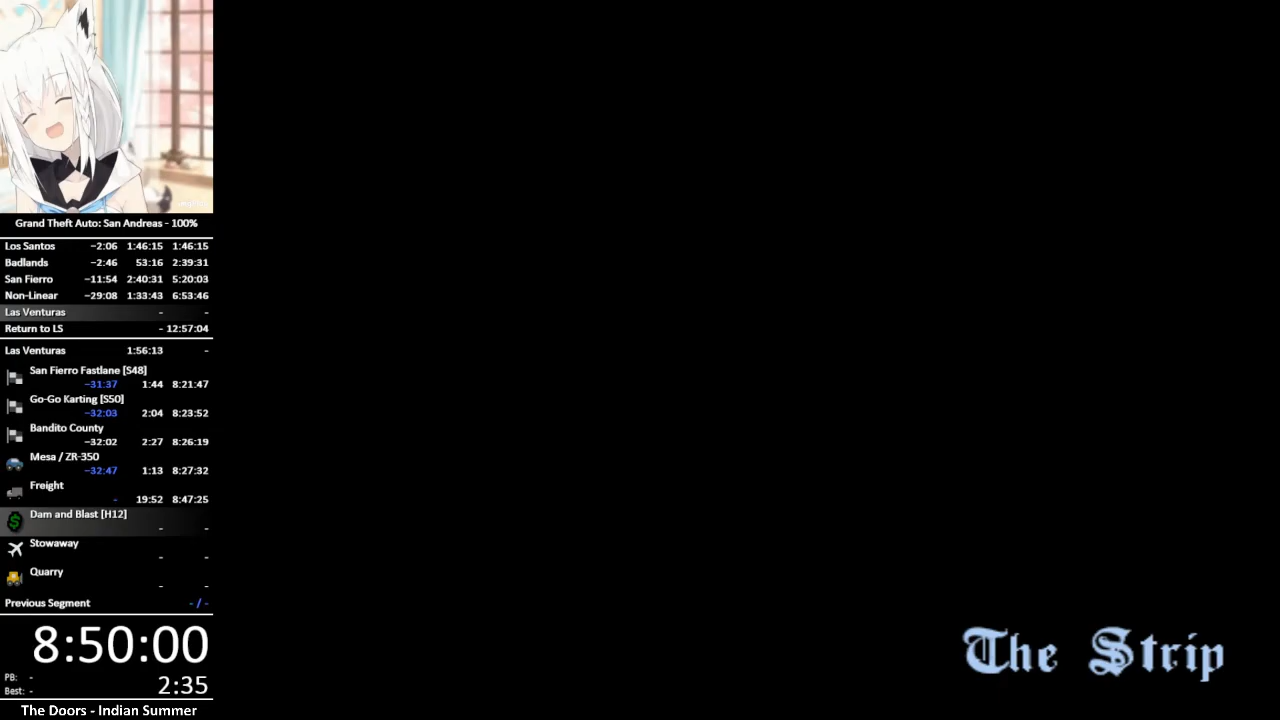 Grand Theft Auto: San Andreas - 100%
Los Santos −2:06 1:46:15 1:46:15
Badlands −2:46 53:16 2:39:31
San Fierro −11:54 2:40:31 5:20:03
Non-Linear −29:08 1:33:43 6:53:46
Las Venturas - -
Return to LS - 12:57:04
Las Venturas 1:56:13 -
San Fierro Fastlane [S48]
−31:37 1:44 8:21:47
Go-Go Karting [S50]
−32:03 2:04 8:23:52
Bandito County
−32:02 2:27 8:26:19
Mesa / ZR-350
−32:47 1:13 8:27:32
Freight
- 19:52 8:47:25
Dam and Blast [H12]
- -
Stowaway
- -
Quarry
- -
Previous Segment - / -
8:50:00
PB: -
Best: - 2:35
The Doors - Indian Summer
The Strip